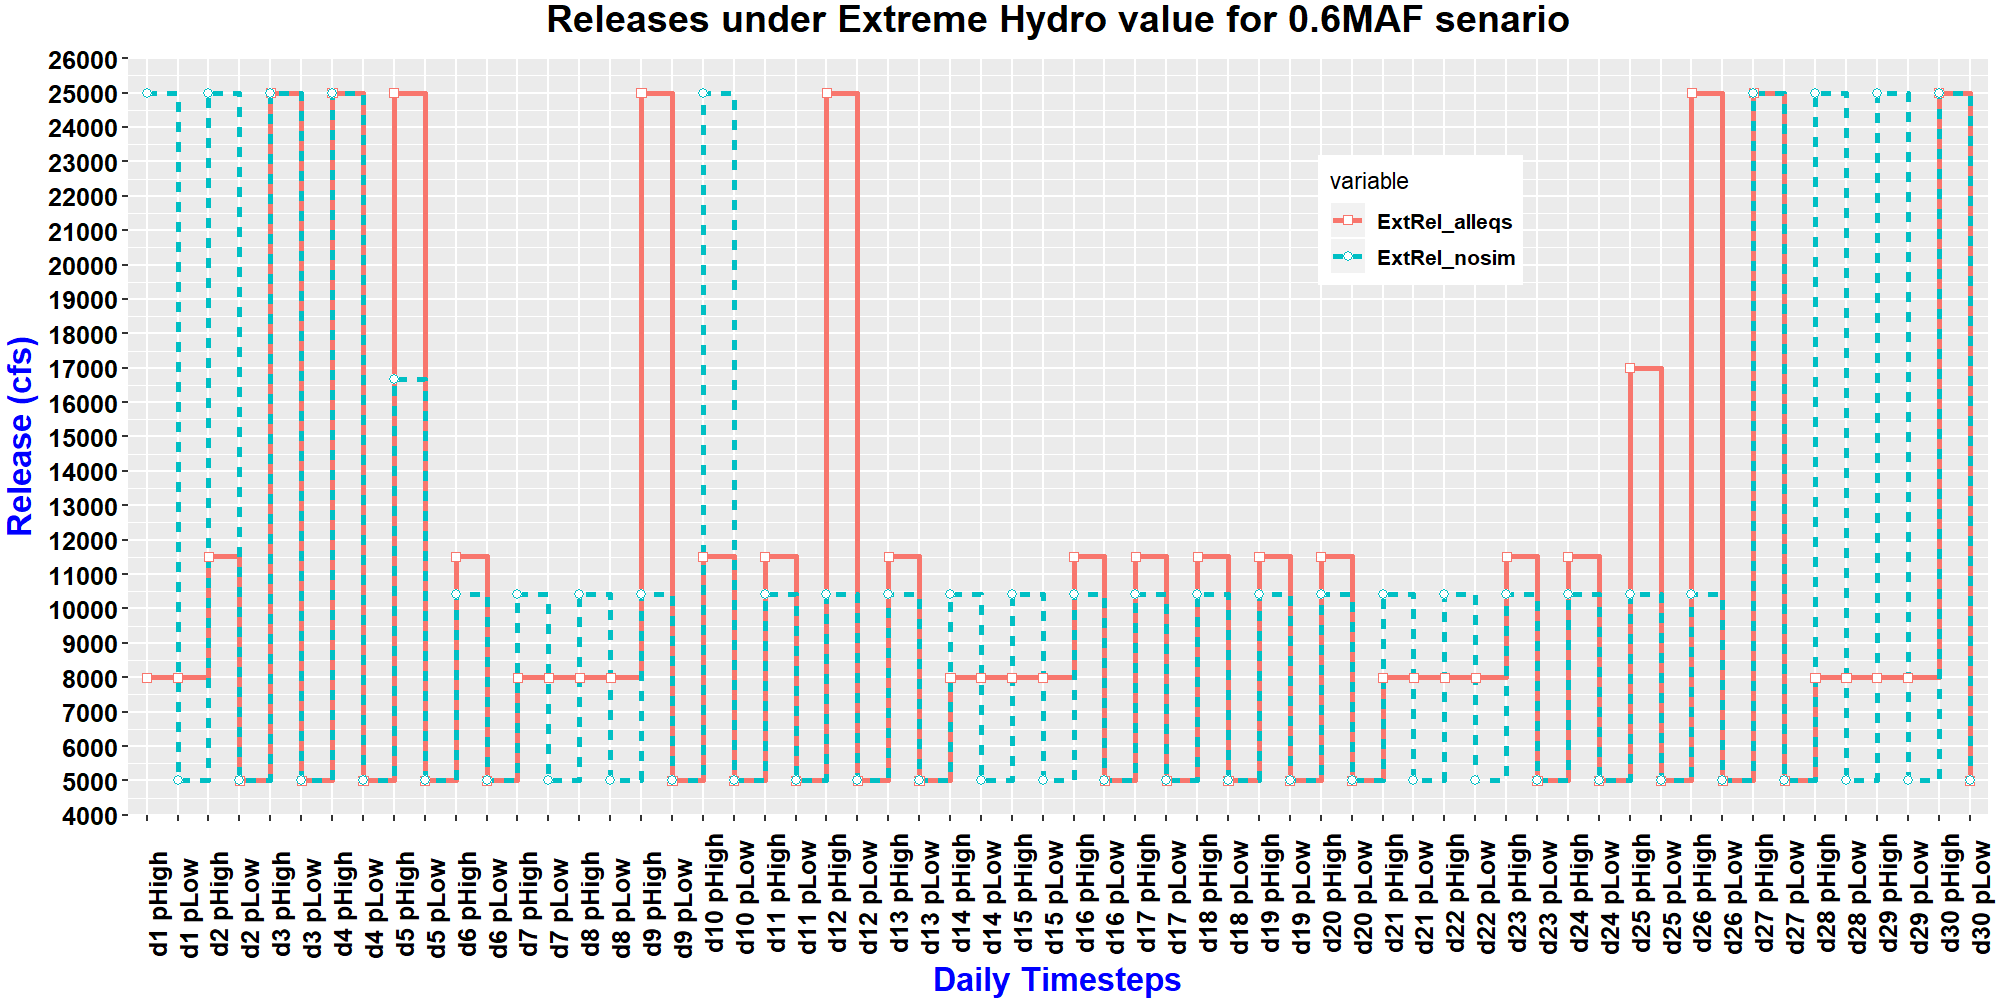 Releases under Extreme Hydro value for 0.6MAF senario
26000
25000
24000
23000
22000
21000
20000
19000
18000
17000
16000
15000
14000
13000
12000
11000
10000
9000
8000
7000
6000
5000
4000
Release (cfs)
variable
ExtRel_alleqs
ExtRel_nosim
d1 pHigh
d1 pLow
d2 pHigh
d2 pLow
d3 pHigh
d3 pLow
d4 pHigh
d4 pLow
d5 pHigh
d5 pLow
d6 pHigh
d6 pLow
d7 pHigh
d7 pLow
d8 pHigh
d8 pLow
d9 pHigh
d9 pLow
d10 pHigh
d10 pLow
d11 pHigh
d11 pLow
d12 pHigh
d12 pLow
d13 pHigh
d13 pLow
d14 pHigh
d14 pLow
d15 pHigh
d15 pLow
d16 pHigh
d16 pLow
d17 pHigh
d17 pLow
d18 pHigh
d18 pLow
d19 pHigh
d19 pLow
d20 pHigh
d20 pLow
d21 pHigh
d21 pLow
d22 pHigh
d22 pLow
d23 pHigh
d23 pLow
d24 pHigh
d24 pLow
d25 pHigh
d25 pLow
d26 pHigh
d26 pLow
d27 pHigh
d27 pLow
d28 pHigh
d28 pLow
d29 pHigh
d29 pLow
d30 pHigh
d30 pLow
Daily Timesteps